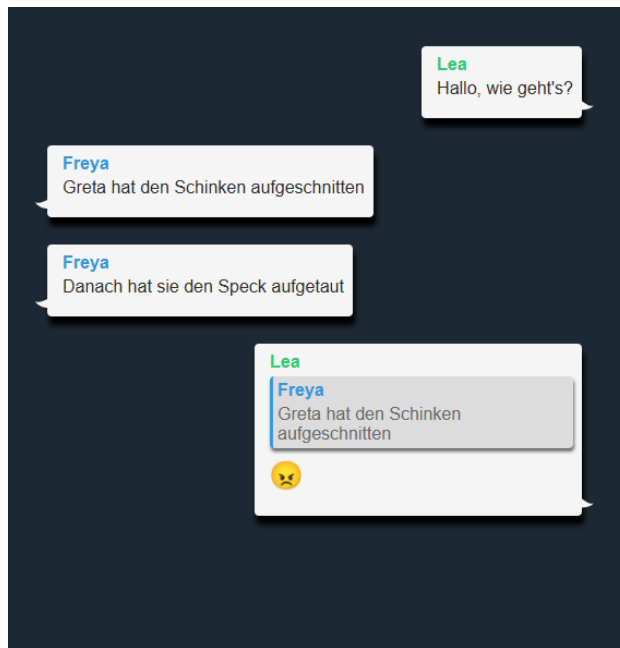 Lea
Hallo, wie geht's?
Freya
Greta hat den Schinken aufgeschnitten
Freya
Danach hat sie den Speck aufgetaut
Lea
Freya
Greta hat den Schinken
aufgeschnitten
😠